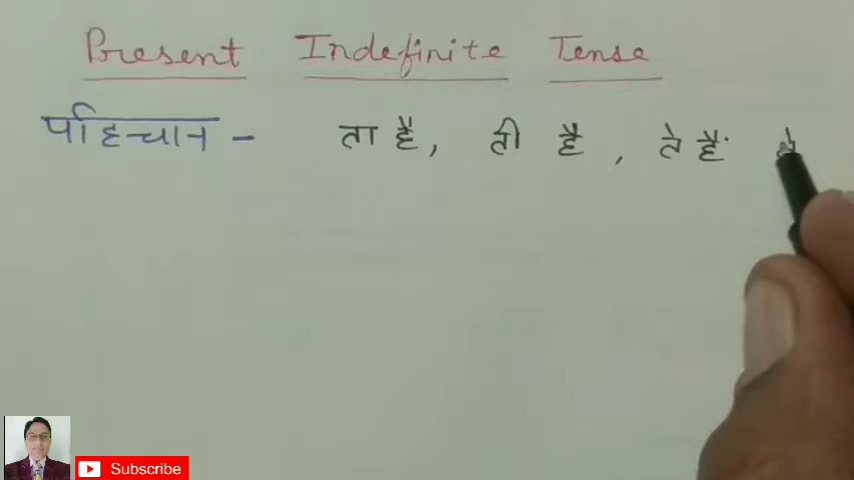 Present Indefinite Tense
पहिचान - ता है, ती है, ते हैं
Subscribe